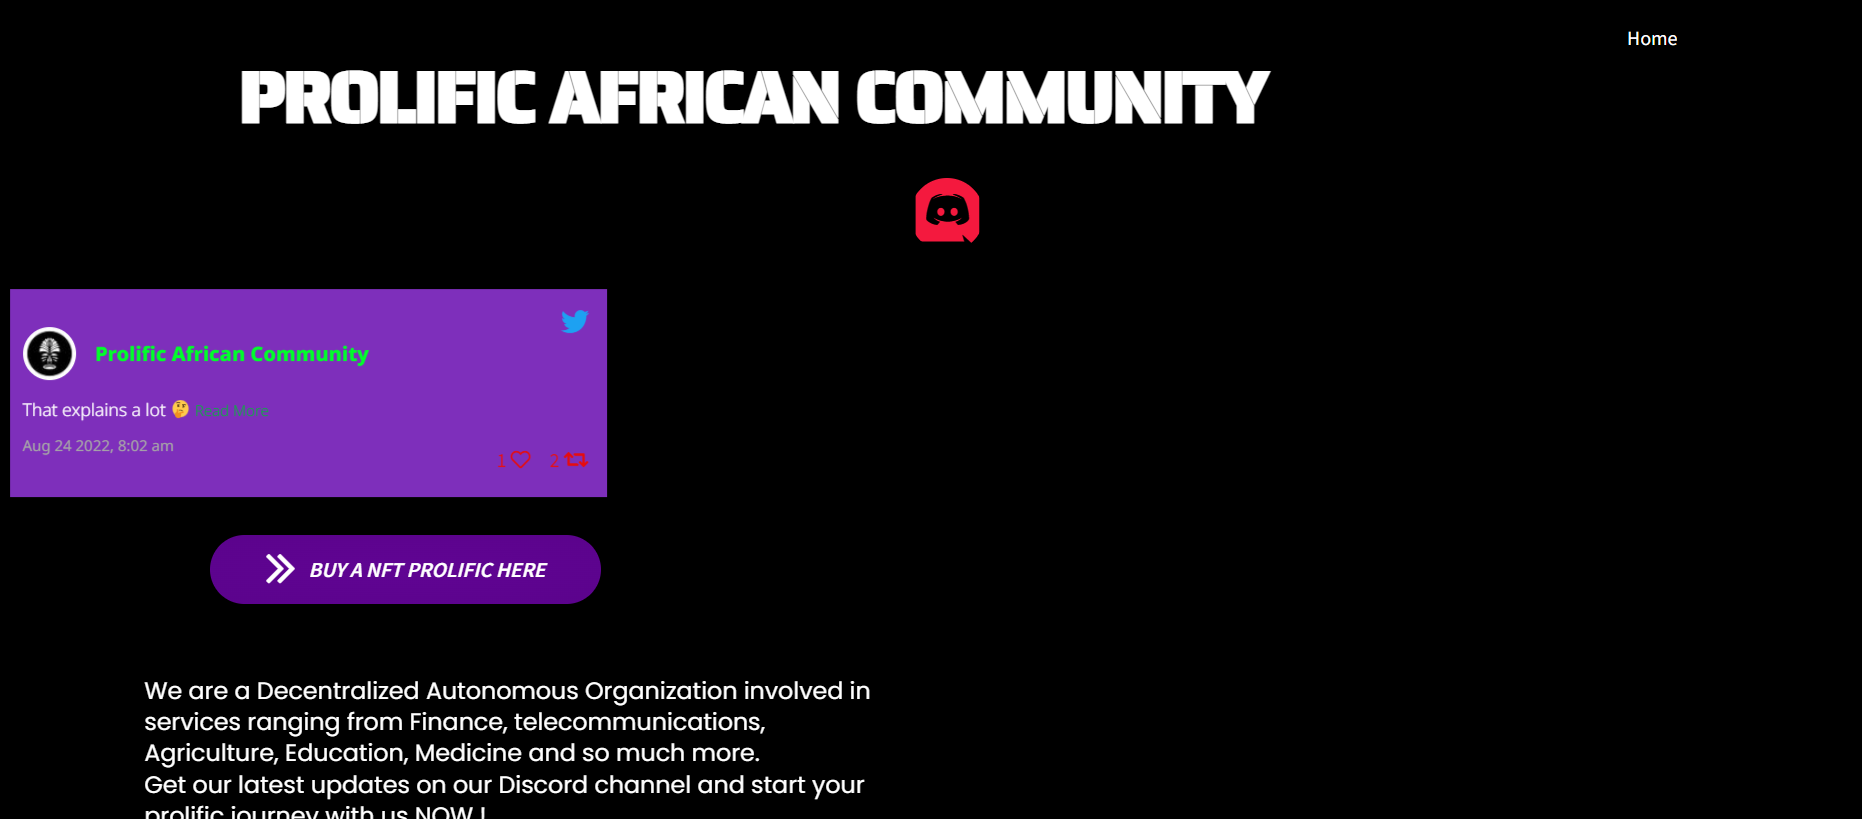 Home
PROLIFIC AFRICAN COMMUNITY
Prolific African Community
That explains a lot 🤔 Read More
Aug 24 2022, 8:02 am
1 2
BUY A NFT PROLIFIC HERE
We are a Decentralized Autonomous Organization involved in
services ranging from Finance, telecommunications,
Agriculture, Education, Medicine and so much more.
Get our latest updates on our Discord channel and start your
prolific journey with us NOW !